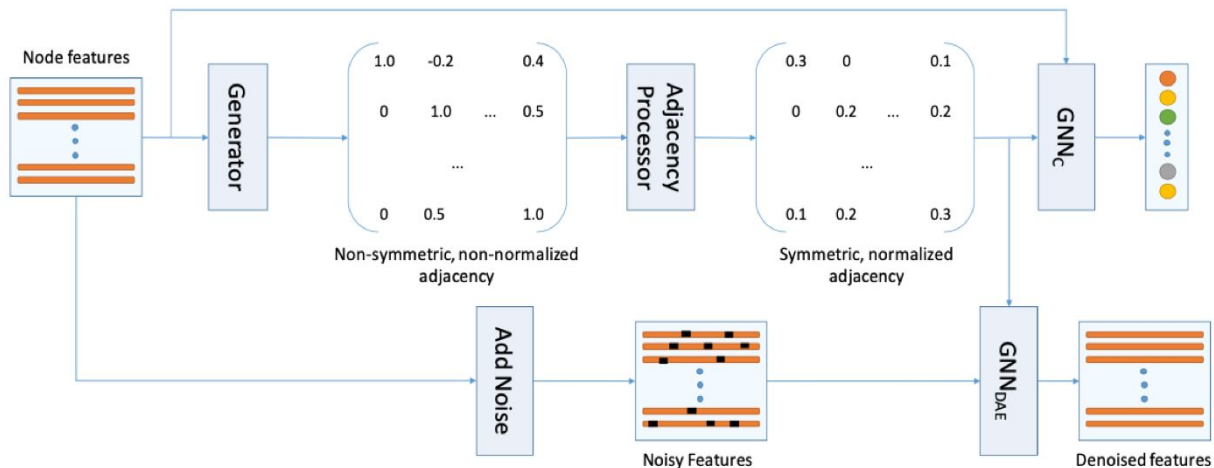 Node features
Generator
1.0 -0.2 0.4
0 1.0 ... 0.5
...
0 0.5 1.0
Non-symmetric, non-normalized
adjacency
Adjacency
Processor
0.3 0 0.1
0 0.2 ... 0.2
...
0.1 0.2 0.3
Symmetric, normalized
adjacency
GNN_C
Add Noise
Noisy Features
GNN_DAE
Denoised features